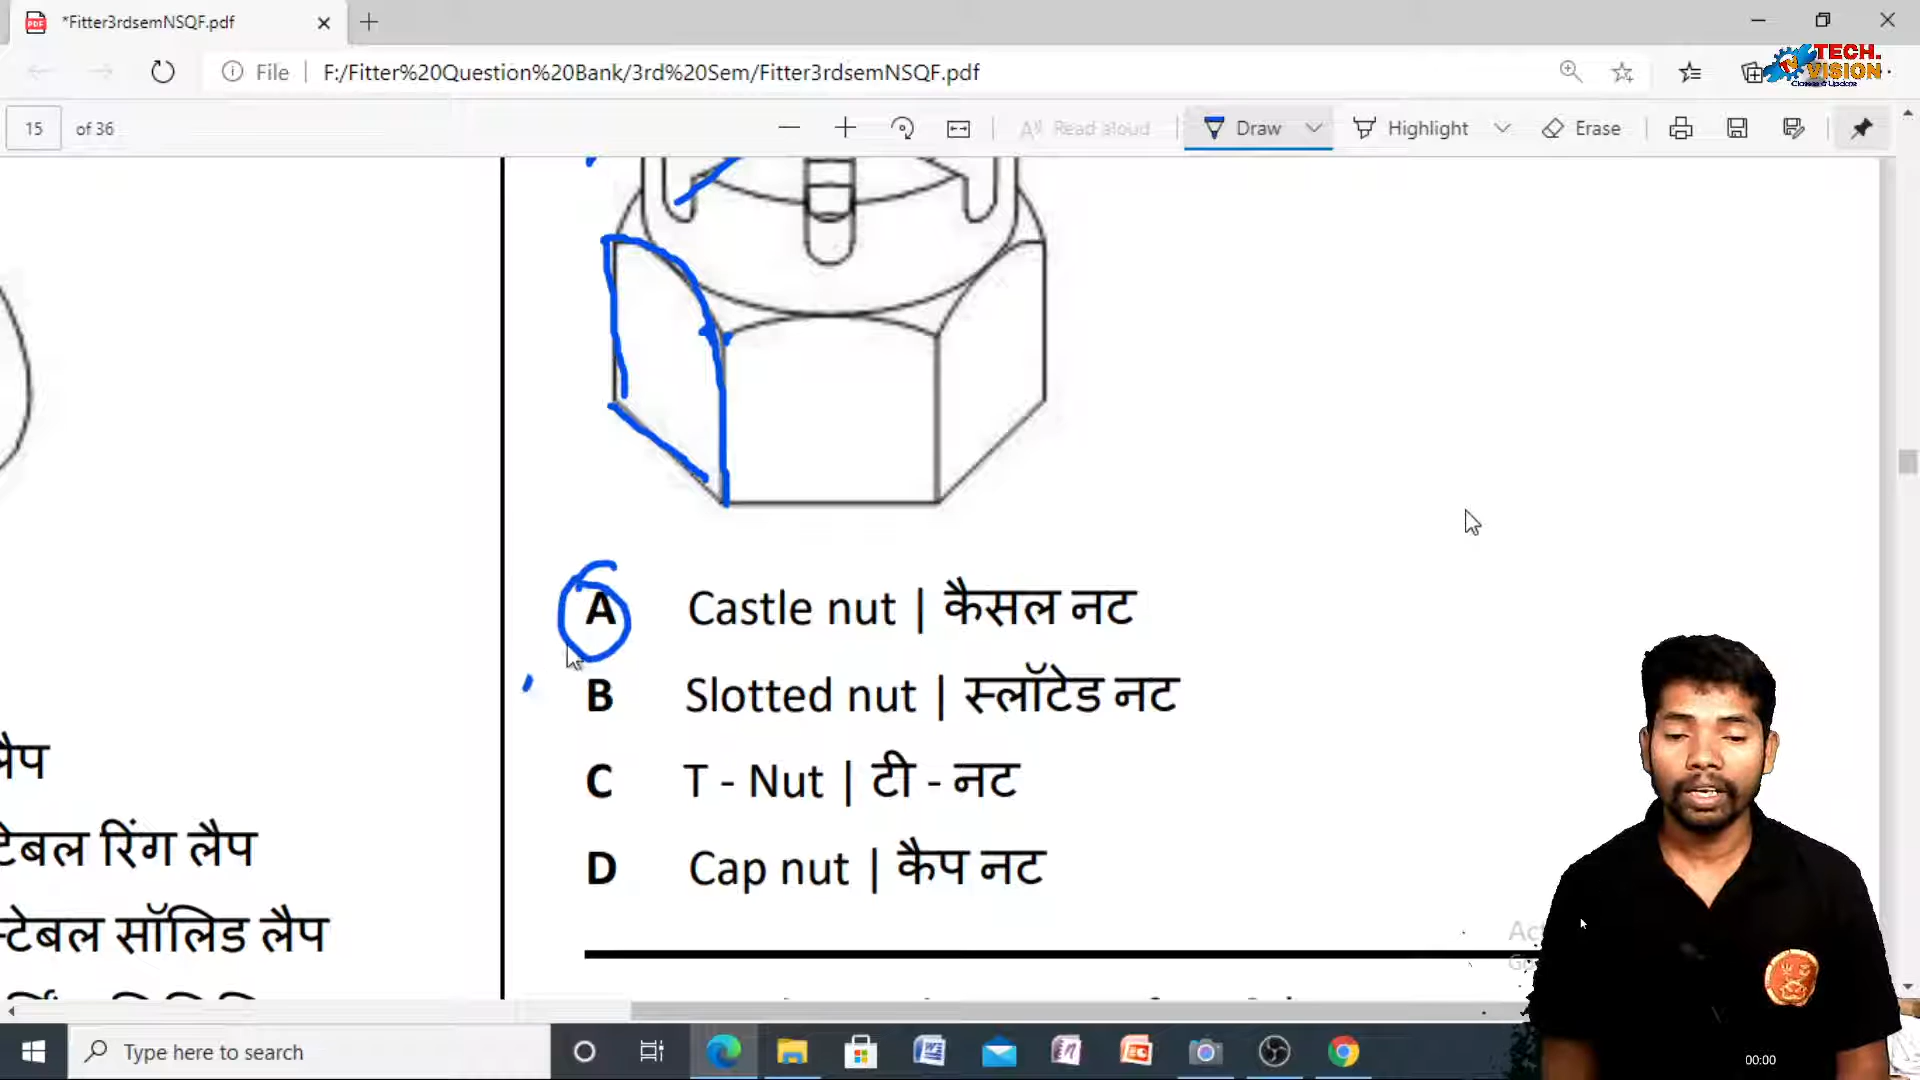 *Fitter3rdsemNSQF.pdf
File
F:/Fitter%20Question%20Bank/3rd%20Sem/Fitter3rdsemNSQF.pdf
TECH.
VISION
15 of 36
Read aloud
Draw
Highlight
Erase
A Castle nut | कैसल नट
B Slotted nut | स्लॉटेड नट
C T - Nut | टी - नट
D Cap nut | कैप नट
लैप
टेबल रिंग लैप
स्टेबल सॉलिड लैप
Type here to search
00:00